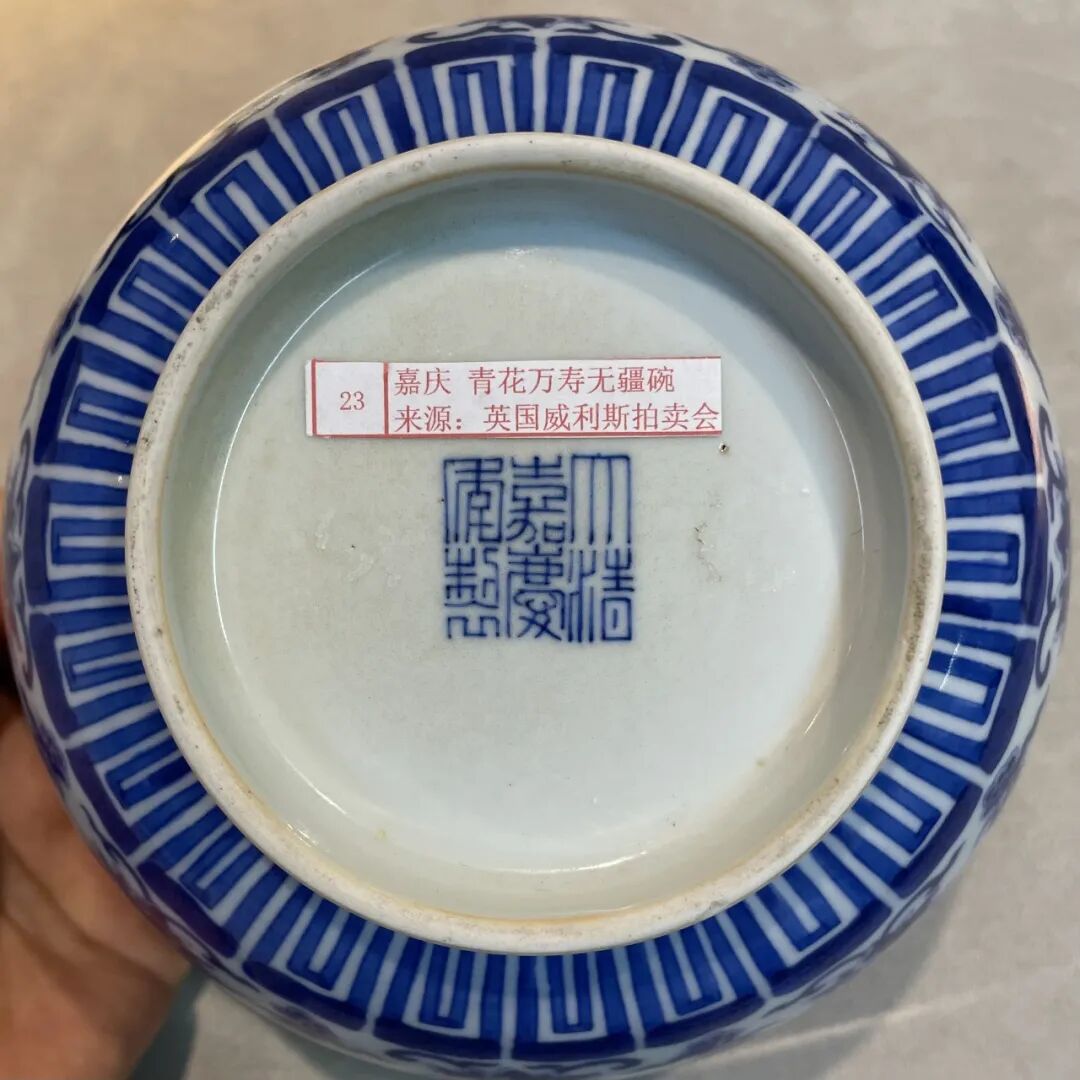 23
嘉庆 青花万寿无疆碗
来源：英国威利斯拍卖会
大清
嘉慶
年製